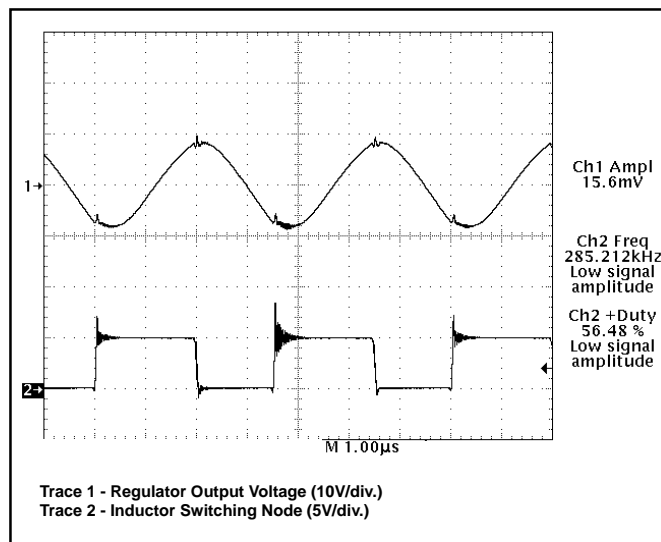 1→
Ch1 Ampl
15.6mV
Ch2 Freq
285.212kHz
Low signal
amplitude
Ch2 +Duty
56.48 %
Low signal
amplitude
2→
M 1.00µs
Trace 1 - Regulator Output Voltage (10V/div.)
Trace 2 - Inductor Switching Node (5V/div.)